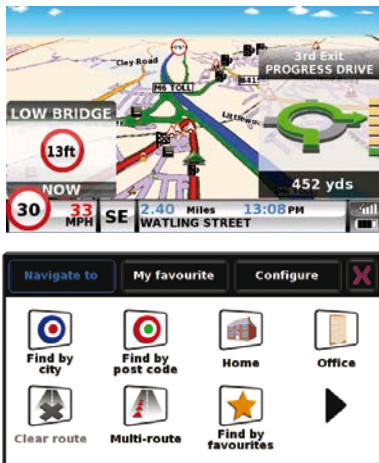 Cley Road
3rd Exit
PROGRESS DRIVE
M6 TOLL
LOW BRIDGE
13ft
NOW
452 yds
30
33
MPH
SE
2.40 Miles
13:08 PM
WATLING STREET
Navigate to
My favourite
Configure
X
Find by
city
Find by
post code
Home
Office
Clear route
Multi-route
Find by
favourites